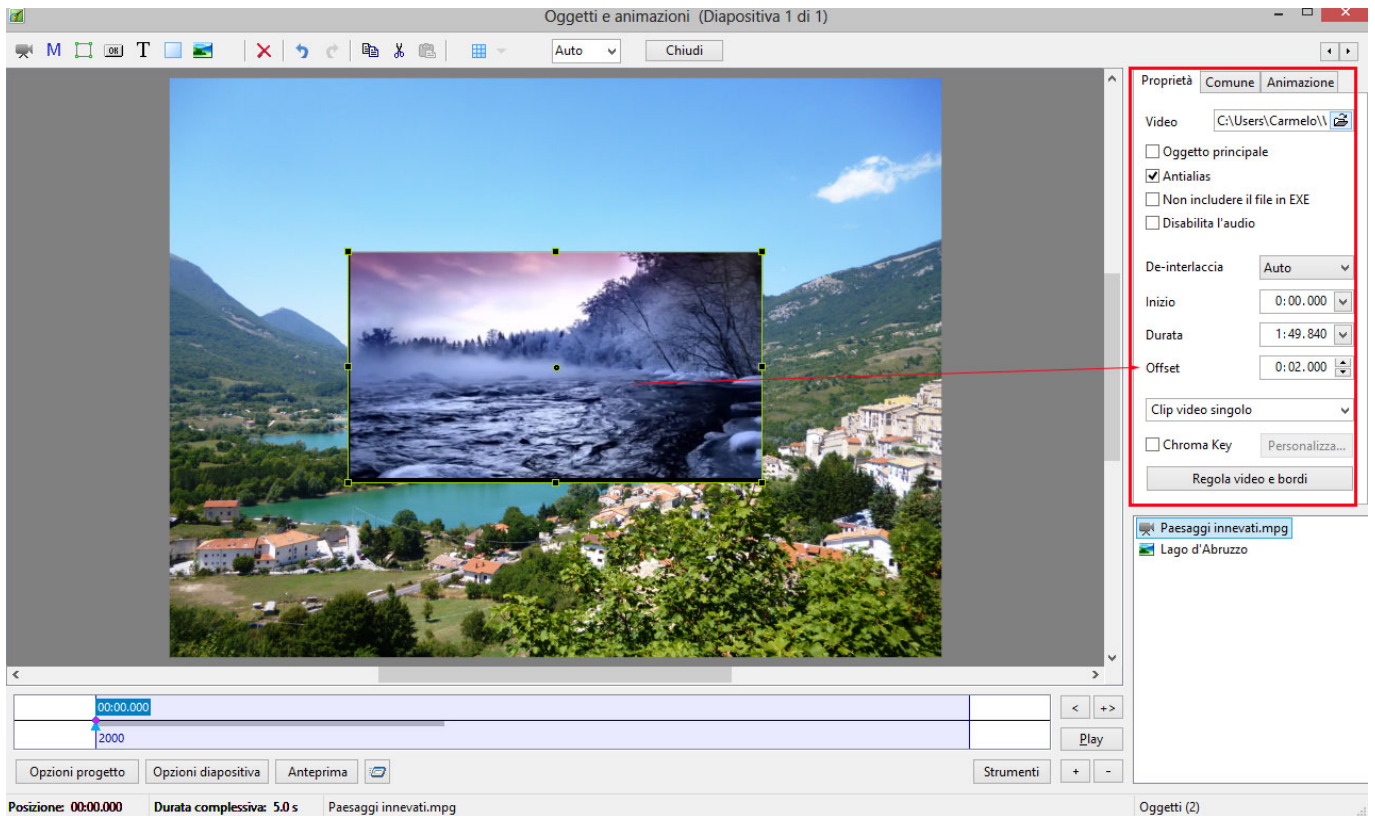 Oggetti e animazioni (Diapositiva 1 di 1)
M OK T Auto Chiudi
Proprietà Comune Animazione
Video C:\Users\Carmelo\\
Oggetto principale
Antialias
Non includere il file in EXE
Disabilita l'audio
De-interlaccia Auto
Inizio 0:00.000
Durata 1:49.840
Offset 0:02.000
Clip video singolo
Chroma Key Personalizza...
Regola video e bordi
Paesaggi innevati.mpg
Lago d'Abruzzo
00:00.000
2000
< +>
Play
Opzioni progetto Opzioni diapositiva Anteprima Strumenti + -
Posizione: 00:00.000 Durata complessiva: 5.0 s Paesaggi innevati.mpg Oggetti (2)